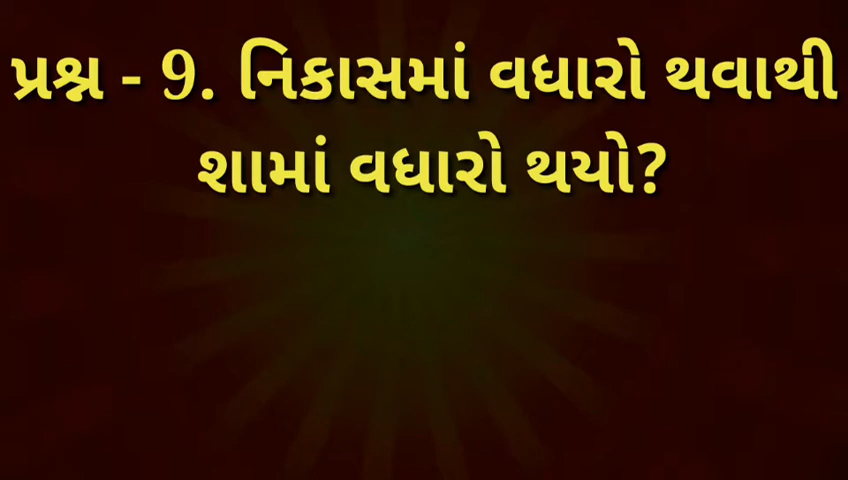 પ્રશ્ન - 9. નિકાસમાં વધારો થવાથી
શામાં વધારો થયો?